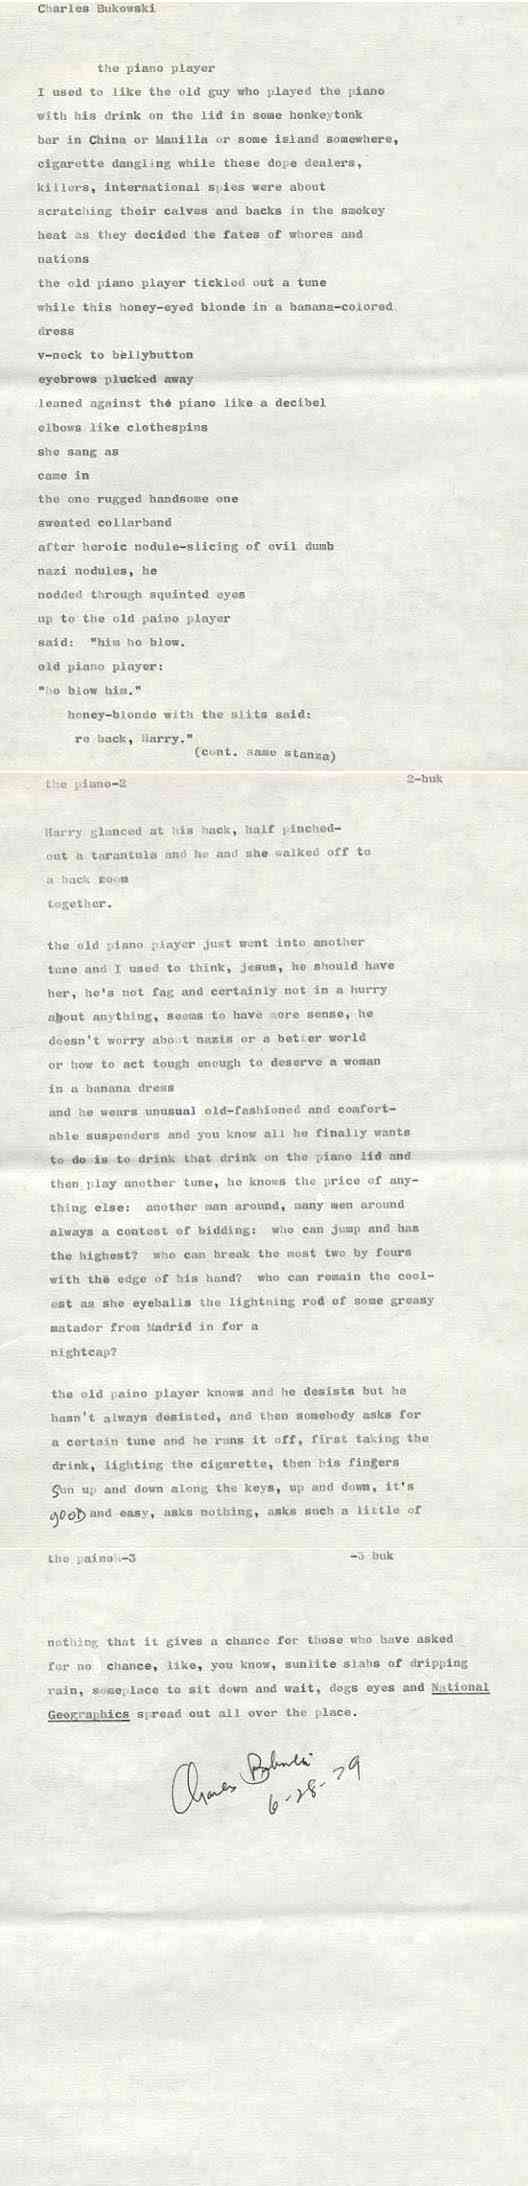 Charles Bukowski
the piano player
I used to like the old guy who played the piano
with his drink on the lid in some honkeytonk
bar in China or Manilla or some island somewhere,
cigarette dangling while these dope dealers,
killers, international spies were about
scratching their calves and backs in the smokey
heat as they decided the fates of whores and
nations
the old piano player tickled out a tune
while this honey-eyed blonde in a banana-colored
dress
v-neck to bellybutton
eyebrows plucked away
leaned against the piano like a decibel
elbows like clothespins
she sang as
came in
the one rugged handsome one
sweated collarband
after heroic nodule-slicing of evil dumb
nazi nodules, he
nodded through squinted eyes
up to the old paino player
said: "him ho blow.
old piano player:
"ho blow him."
honey-blonde with the slits said:
re back, Harry."
(cont. same stanza)
the piano-2 2-buk
Harry glanced at his back, half pinched-
out a tarantula and he and she walked off to
a back room
together.
the old piano player just went into another
tune and I used to think, jesus, he should have
her, he's not fag and certainly not in a hurry
about anything, seems to have more sense, he
doesn't worry about nazis or a better world
or how to act tough enough to deserve a woman
in a banana dress
and he wears unusual old-fashioned and comfort-
able suspenders and you know all he finally wants
to do is to drink that drink on the piano lid and
then play another tune, he knows the price of any-
thing else: another man around, many men around
always a contest of bidding: who can jump and has
the highest? who can break the most two by fours
with the edge of his hand? who can remain the cool-
est as she eyeballs the lightning rod of some greasy
matador from Madrid in for a
nightcap?
the old paino player knows and he desists but he
hasn't always desisted, and then somebody asks for
a certain tune and he runs it off, first taking the
drink, lighting the cigarette, then his fingers
Sun up and down along the keys, up and down, it's
gooD and easy, asks nothing, asks such a little of
the paino-3 -3 buk
nothing that it gives a chance for those who have asked
for no chance, like, you know, sunlite slabs of dripping
rain, someplace to sit down and wait, dogs eyes and National
Geographics spread out all over the place.
Charles Bukowski
6-28-79